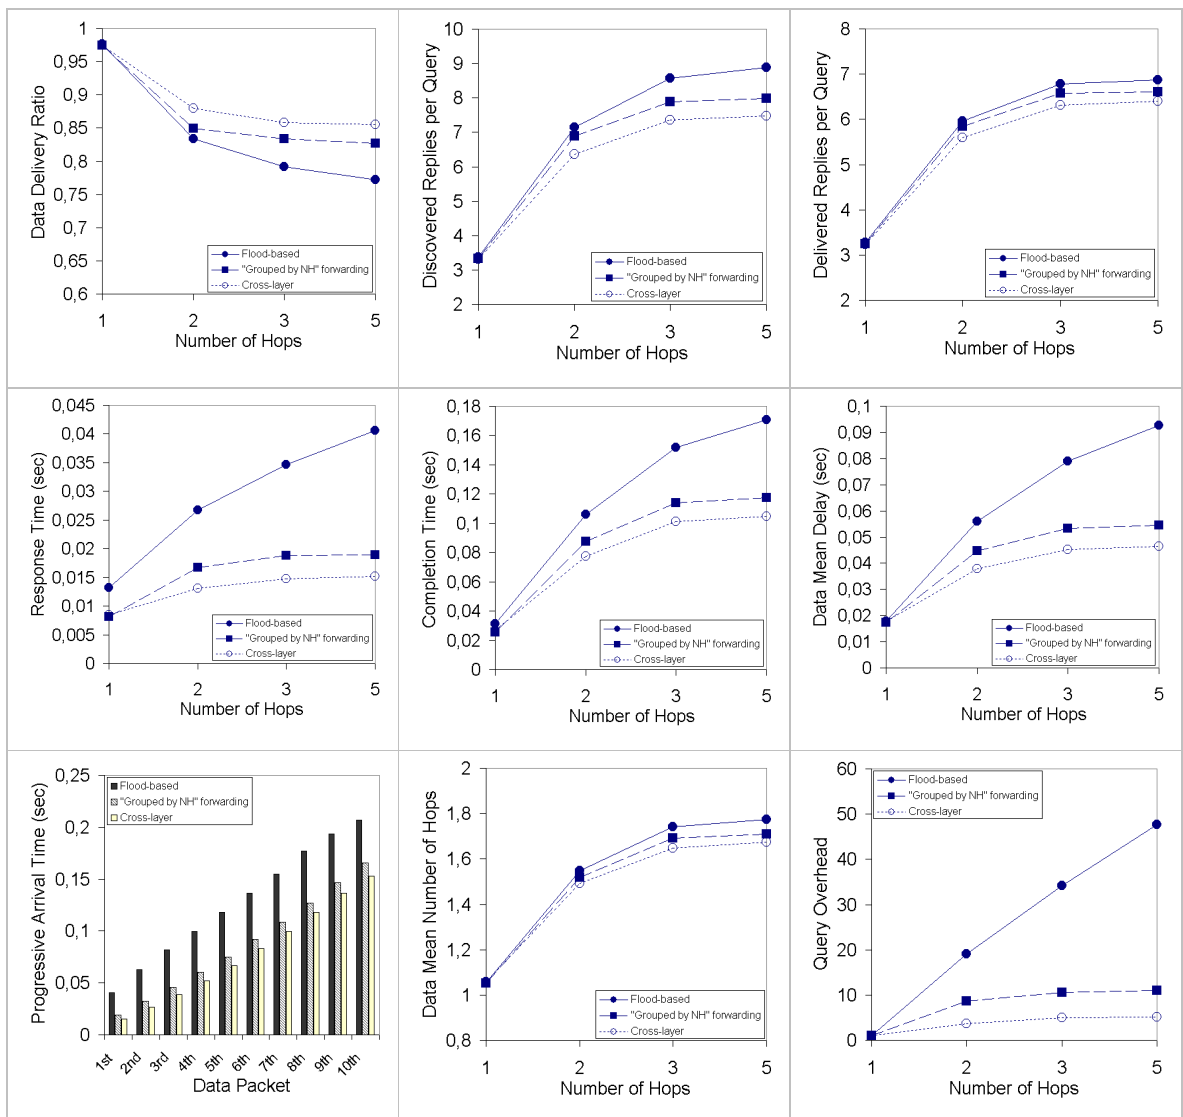 Data Delivery Ratio
1
0,95
0,9
0,85
0,8
0,75
0,7
0,65
0,6
Flood-based
"Grouped by NH" forwarding
Cross-layer
1 2 3 5
Number of Hops
Discovered Replies per Query
10
9
8
7
6
5
4
3
2
Flood-based
"Grouped by NH" forwarding
Cross-layer
1 2 3 5
Number of Hops
Delivered Replies per Query
8
7
6
5
4
3
2
Flood-based
"Grouped by NH" forwarding
Cross-layer
1 2 3 5
Number of Hops
Response Time (sec)
0,045
0,04
0,035
0,03
0,025
0,02
0,015
0,01
0,005
0
Flood-based
"Grouped by NH" forwarding
Cross-layer
1 2 3 5
Number of Hops
Completion Time (sec)
0,18
0,16
0,14
0,12
0,1
0,08
0,06
0,04
0,02
0
Flood-based
"Grouped by NH" forwarding
Cross-layer
1 2 3 5
Number of Hops
Data Mean Delay (sec)
0,1
0,09
0,08
0,07
0,06
0,05
0,04
0,03
0,02
0,01
0
Flood-based
"Grouped by NH" forwarding
Cross-layer
1 2 3 5
Number of Hops
Progressive Arrival Time (sec)
0,25
0,2
0,15
0,1
0,05
0
Flood-based
"Grouped by NH" forwarding
Cross-layer
1st 2nd 3rd 4th 5th 6th 7th 8th 9th 10th
Data Packet
Data Mean Number of Hops
2
1,8
1,6
1,4
1,2
1
0,8
Flood-based
"Grouped by NH" forwarding
Cross-layer
1 2 3 5
Number of Hops
Query Overhead
60
50
40
30
20
10
0
Flood-based
"Grouped by NH" forwarding
Cross-layer
1 2 3 5
Number of Hops